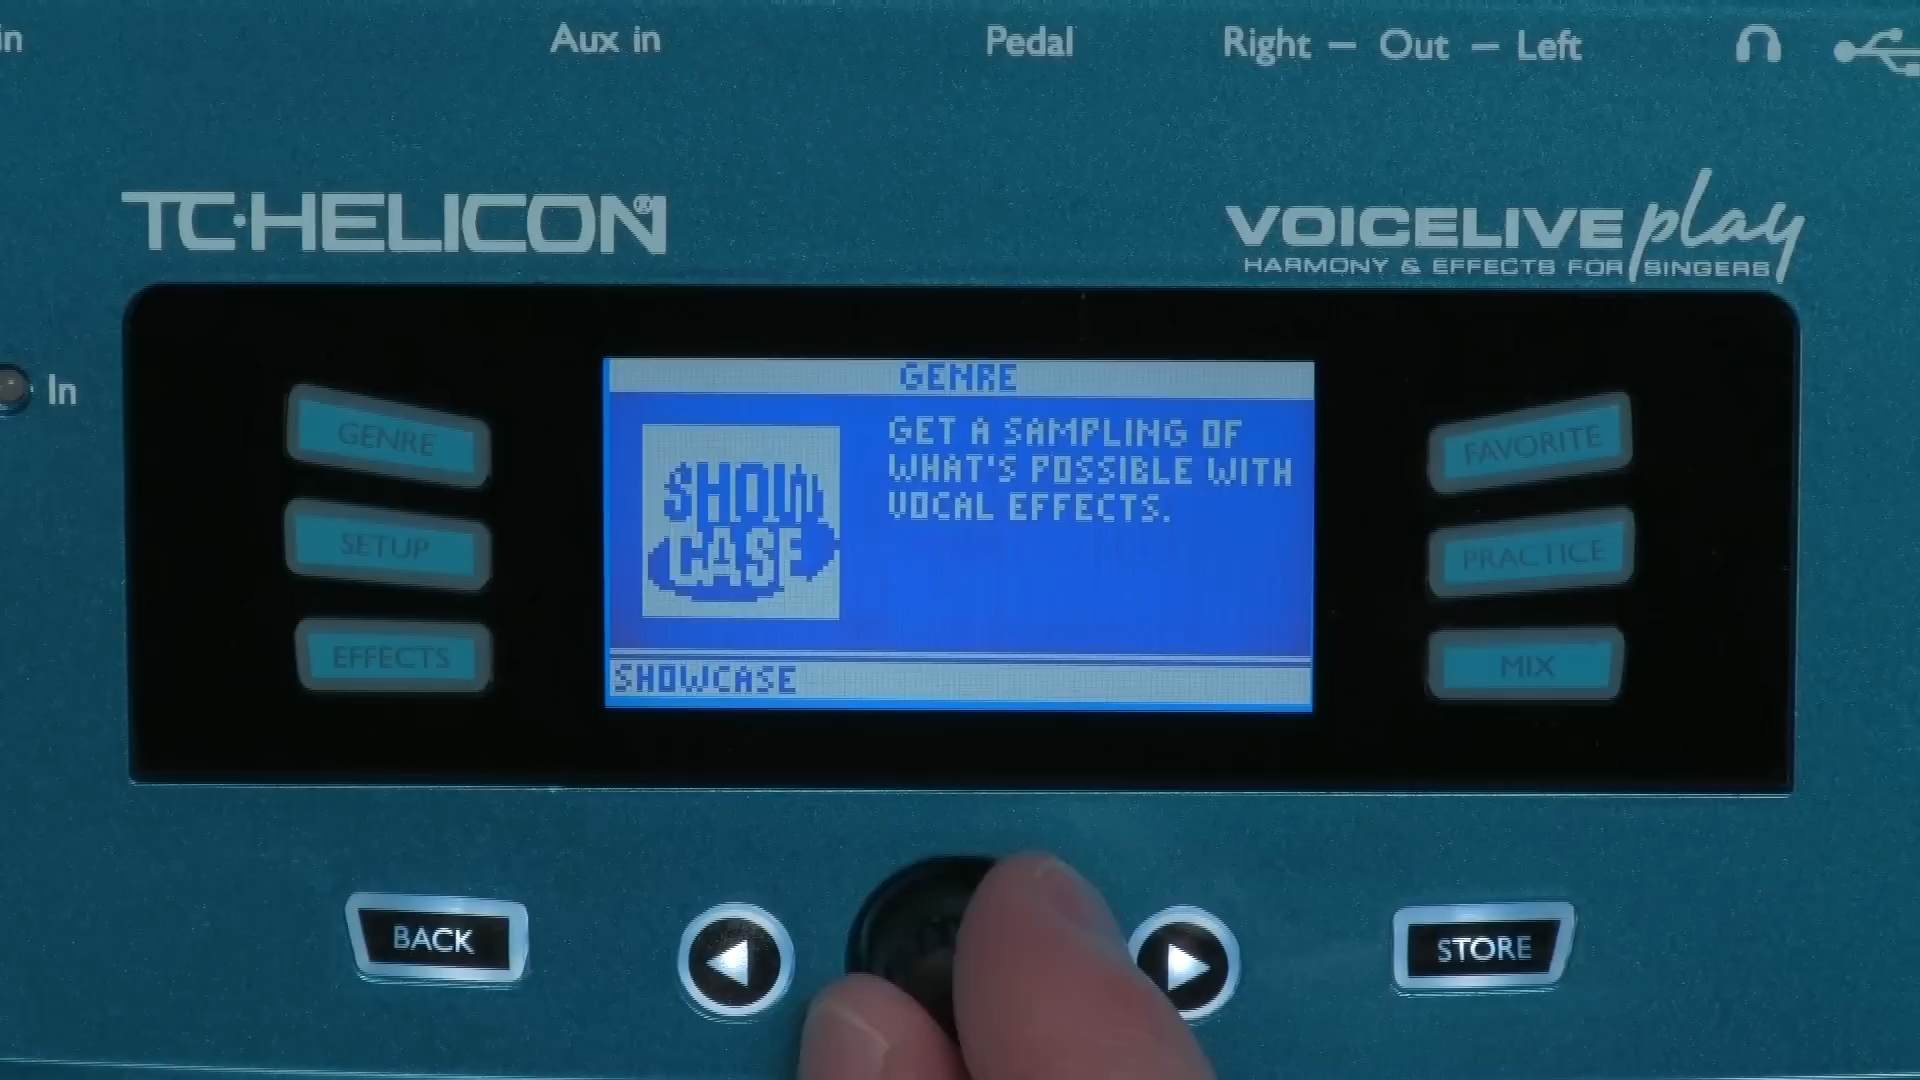 in
Aux in
Pedal
Right – Out – Left
TC·HELICON
VOICELIVE play
HARMONY & EFFECTS FOR SINGERS
In
GENRE
SETUP
EFFECTS
GENRE
SHOW
CASE
GET A SAMPLING OF
WHAT'S POSSIBLE WITH
VOCAL EFFECTS.
SHOWCASE
FAVORITE
PRACTICE
MIX
BACK
STORE